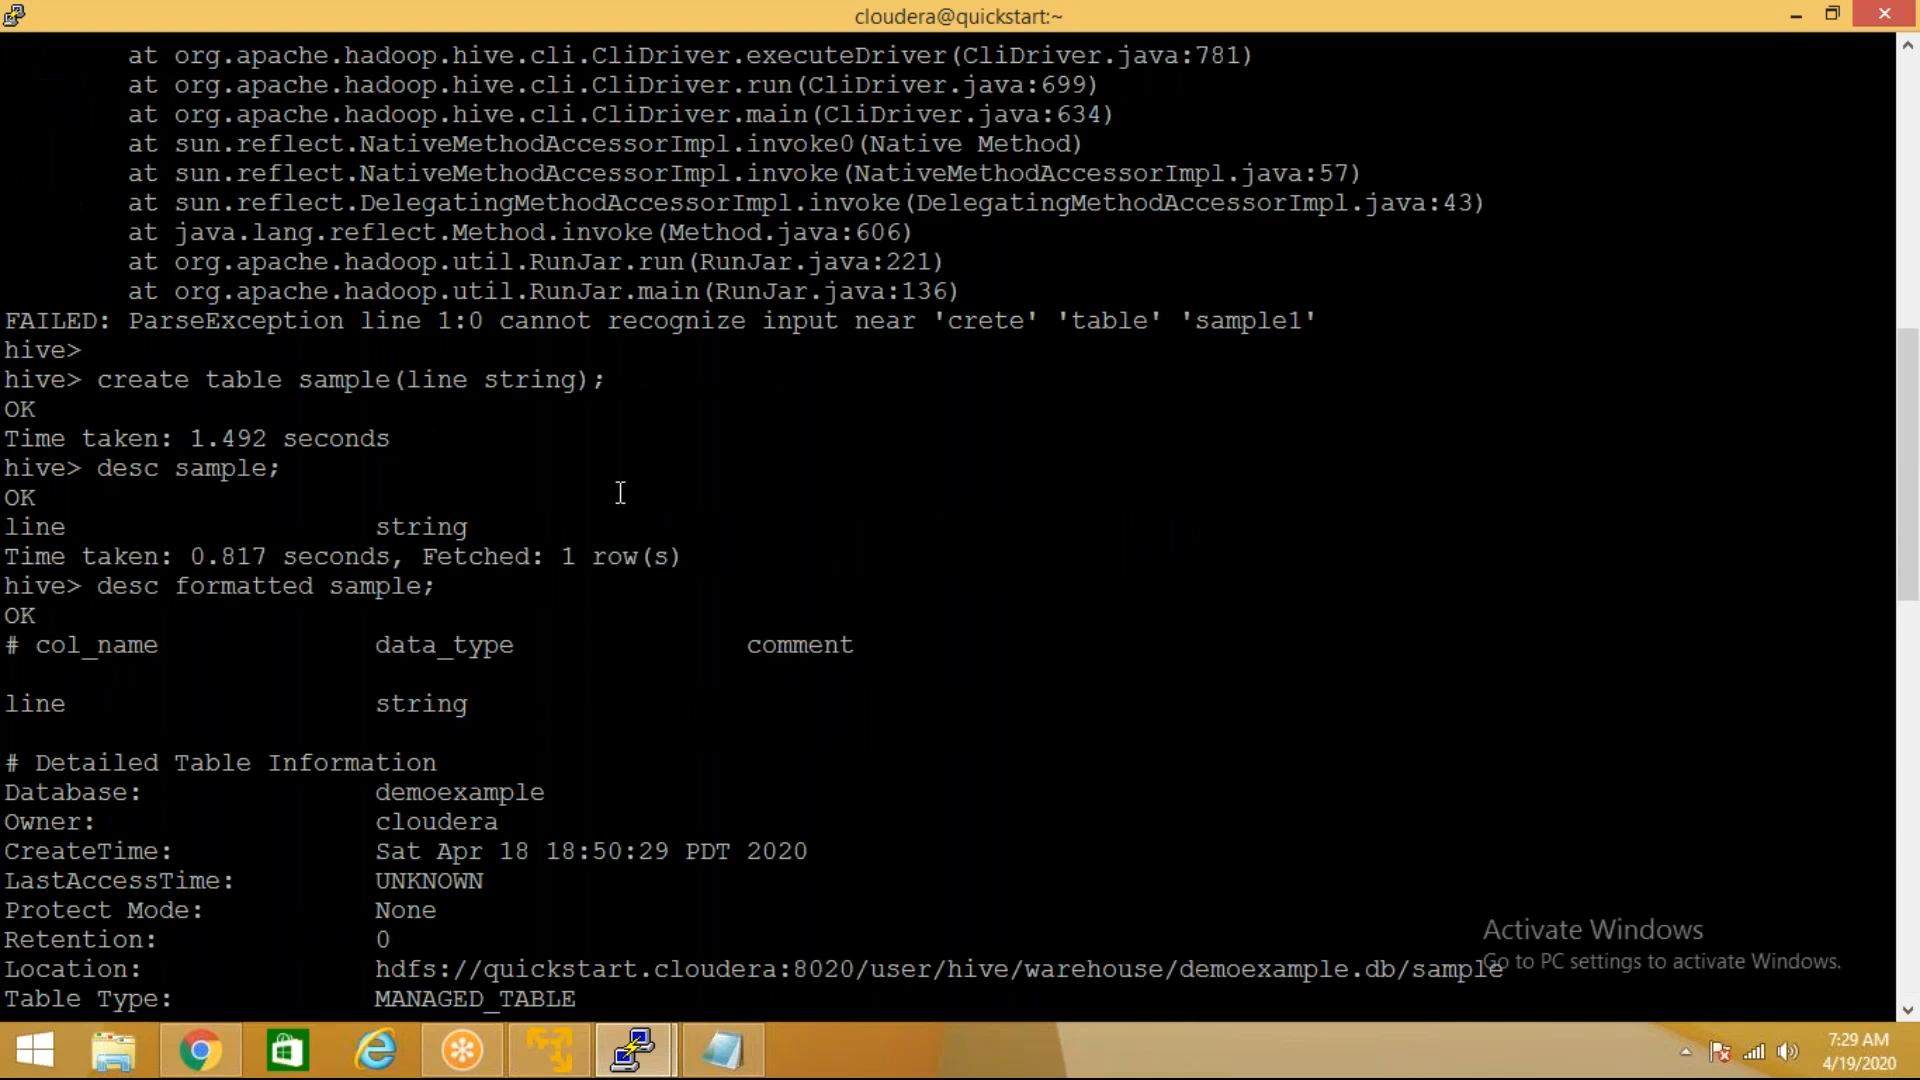 cloudera@quickstart:~
at org.apache.hadoop.hive.cli.CliDriver.executeDriver(CliDriver.java:781)
at org.apache.hadoop.hive.cli.CliDriver.run(CliDriver.java:699)
at org.apache.hadoop.hive.cli.CliDriver.main(CliDriver.java:634)
at sun.reflect.NativeMethodAccessorImpl.invoke0(Native Method)
at sun.reflect.NativeMethodAccessorImpl.invoke(NativeMethodAccessorImpl.java:57)
at sun.reflect.DelegatingMethodAccessorImpl.invoke(DelegatingMethodAccessorImpl.java:43)
at java.lang.reflect.Method.invoke(Method.java:606)
at org.apache.hadoop.util.RunJar.run(RunJar.java:221)
at org.apache.hadoop.util.RunJar.main(RunJar.java:136)
FAILED: ParseException line 1:0 cannot recognize input near 'crete' 'table' 'sample1'
hive>
hive> create table sample(line string);
OK
Time taken: 1.492 seconds
hive> desc sample;
OK
line string
Time taken: 0.817 seconds, Fetched: 1 row(s)
hive> desc formatted sample;
OK
# col_name data_type comment
line string
# Detailed Table Information
Database: demoexample
Owner: cloudera
CreateTime: Sat Apr 18 18:50:29 PDT 2020
LastAccessTime: UNKNOWN
Protect Mode: None
Retention: 0
Location: hdfs://quickstart.cloudera:8020/user/hive/warehouse/demoexample.db/sample
Table Type: MANAGED_TABLE
Activate Windows
Go to PC settings to activate Windows.
7:29 AM
4/19/2020